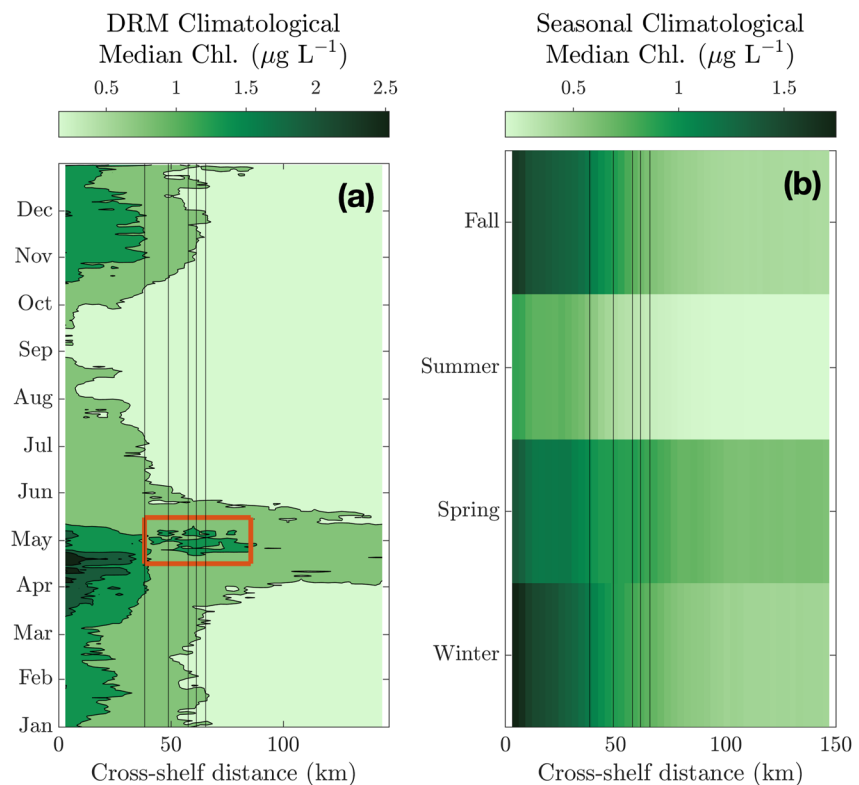 DRM Climatological
Median Chl. (μg L⁻¹)
0.5 1 1.5 2 2.5
(a)
Dec
Nov
Oct
Sep
Aug
Jul
Jun
May
Apr
Mar
Feb
Jan
0 50 100
Cross-shelf distance (km)
Seasonal Climatological
Median Chl. (μg L⁻¹)
0.5 1 1.5
(b)
Fall
Summer
Spring
Winter
0 50 100 150
Cross-shelf distance (km)